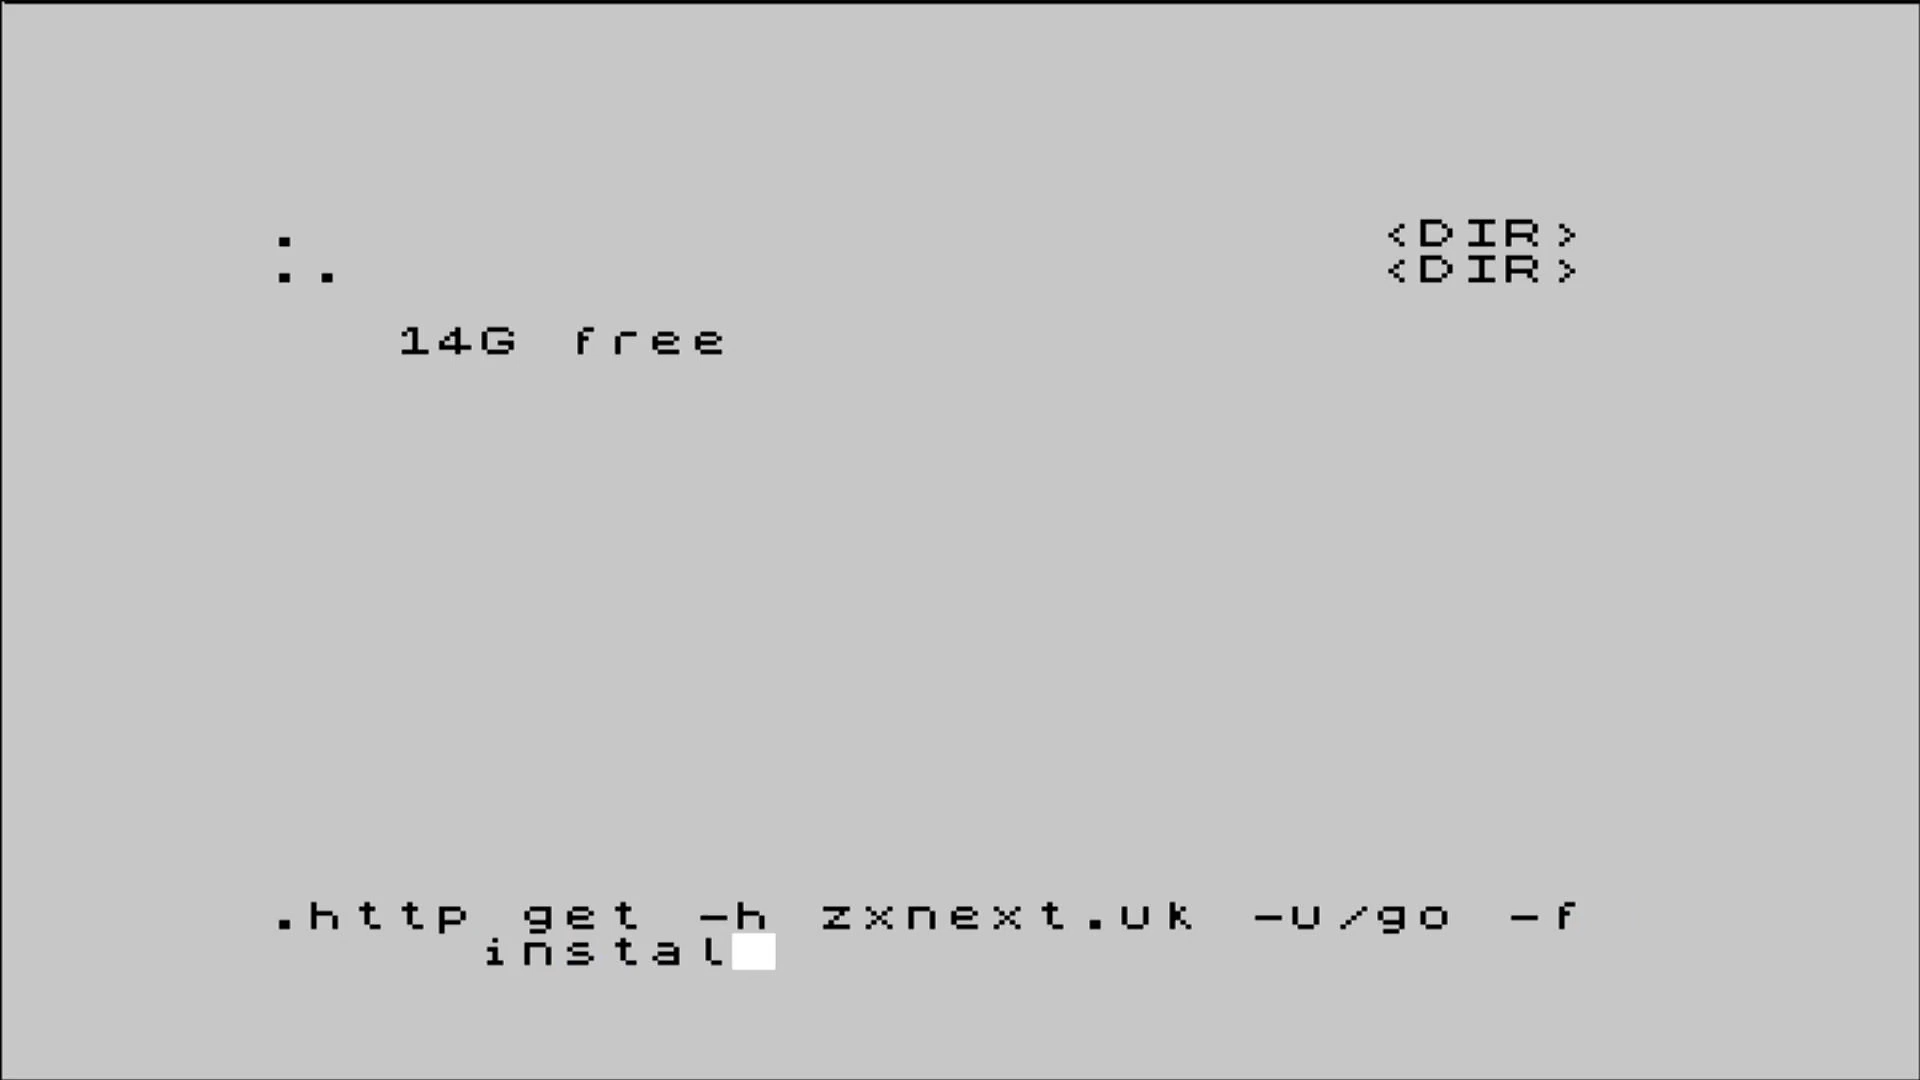 . <DIR>
.. <DIR>
14G free
.http get -h zxnext.uk -u/go -f
instal